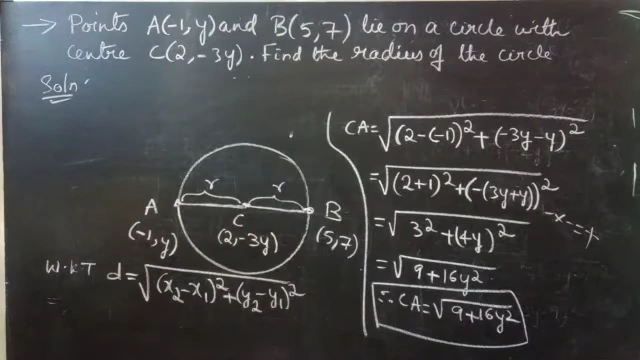 → Points A(-1, y) and B(5, 7) lie on a circle with
centre C(2, -3y). Find the radius of the circle
Soln:
r r
A C B
(-1, y) (2, -3y) (5, 7)
W.K.T d = √(x₂-x₁)²+(y₂-y₁)²
=
CA = √(2-(-1))²+(-3y-y)²
= √(2+1)²+(-(3y+y))²
-x-=+
= √3²+(4y)²
= √9+16y²
∴ CA = √9+16y²